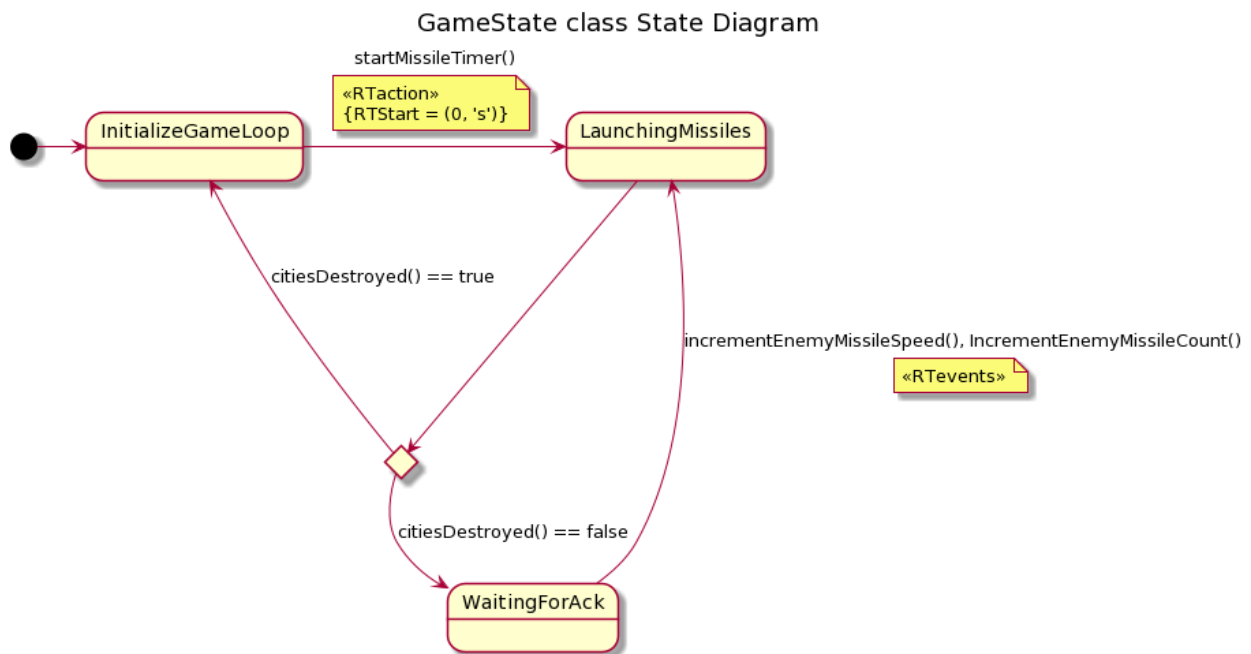 GameState class State Diagram
startMissileTimer()
«RTaction»
{RTStart = (0, 's')}
InitializeGameLoop
LaunchingMissiles
citiesDestroyed() == true
incrementEnemyMissileSpeed(), IncrementEnemyMissileCount()
«RTevents»
citiesDestroyed() == false
WaitingForAck